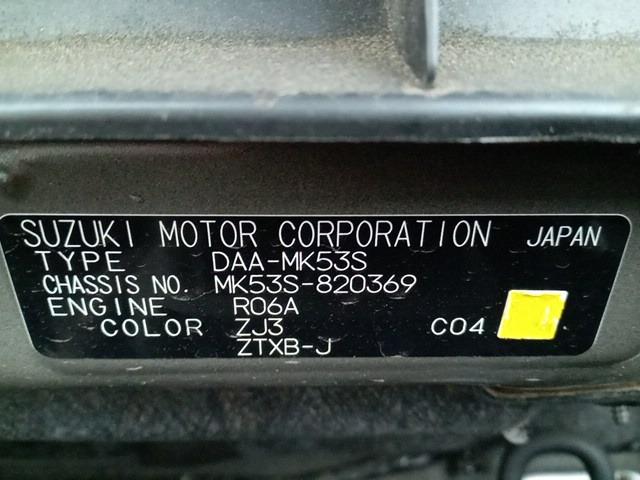 SUZUKI MOTOR CORPORATION JAPAN
TYPE DAA-MK53S
CHASSIS NO. MK53S-820369
ENGINE R06A
COLOR ZJ3 C04
ZTXB-J